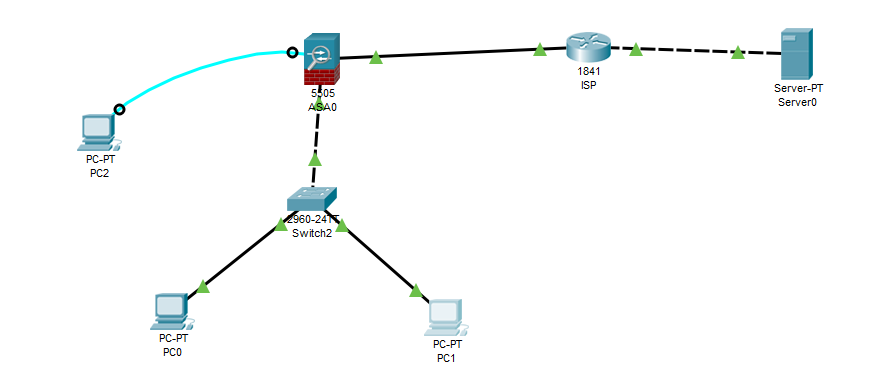 5505
ASA0
1841
ISP
Server-PT
Server0
PC-PT
PC2
2960-24TT
Switch2
PC-PT
PC0
PC-PT
PC1